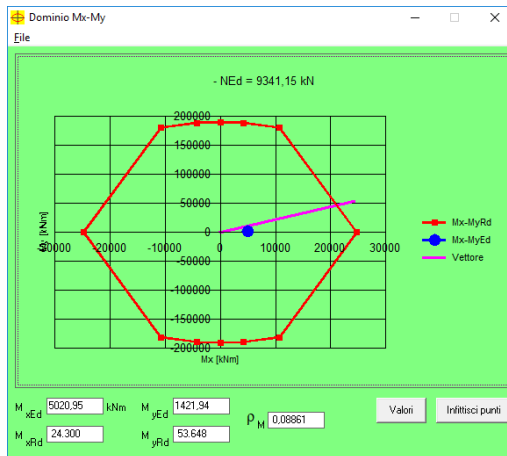 Dominio Mx-My
File
- NEd = 9341,15 kN
200000
150000
100000
50000
0
-30000 -20000 -10000 0 10000 20000 30000
-50000
-100000
-150000
-200000
[kNm]
Mx [kNm]
Mx-MyRd
Mx-MyEd
Vettore
M xEd 5020,95 kNm M yEd 1421,94
M xRd 24.300 M yRd 53.648
ρ M 0,08861
Valori Infittisci punti